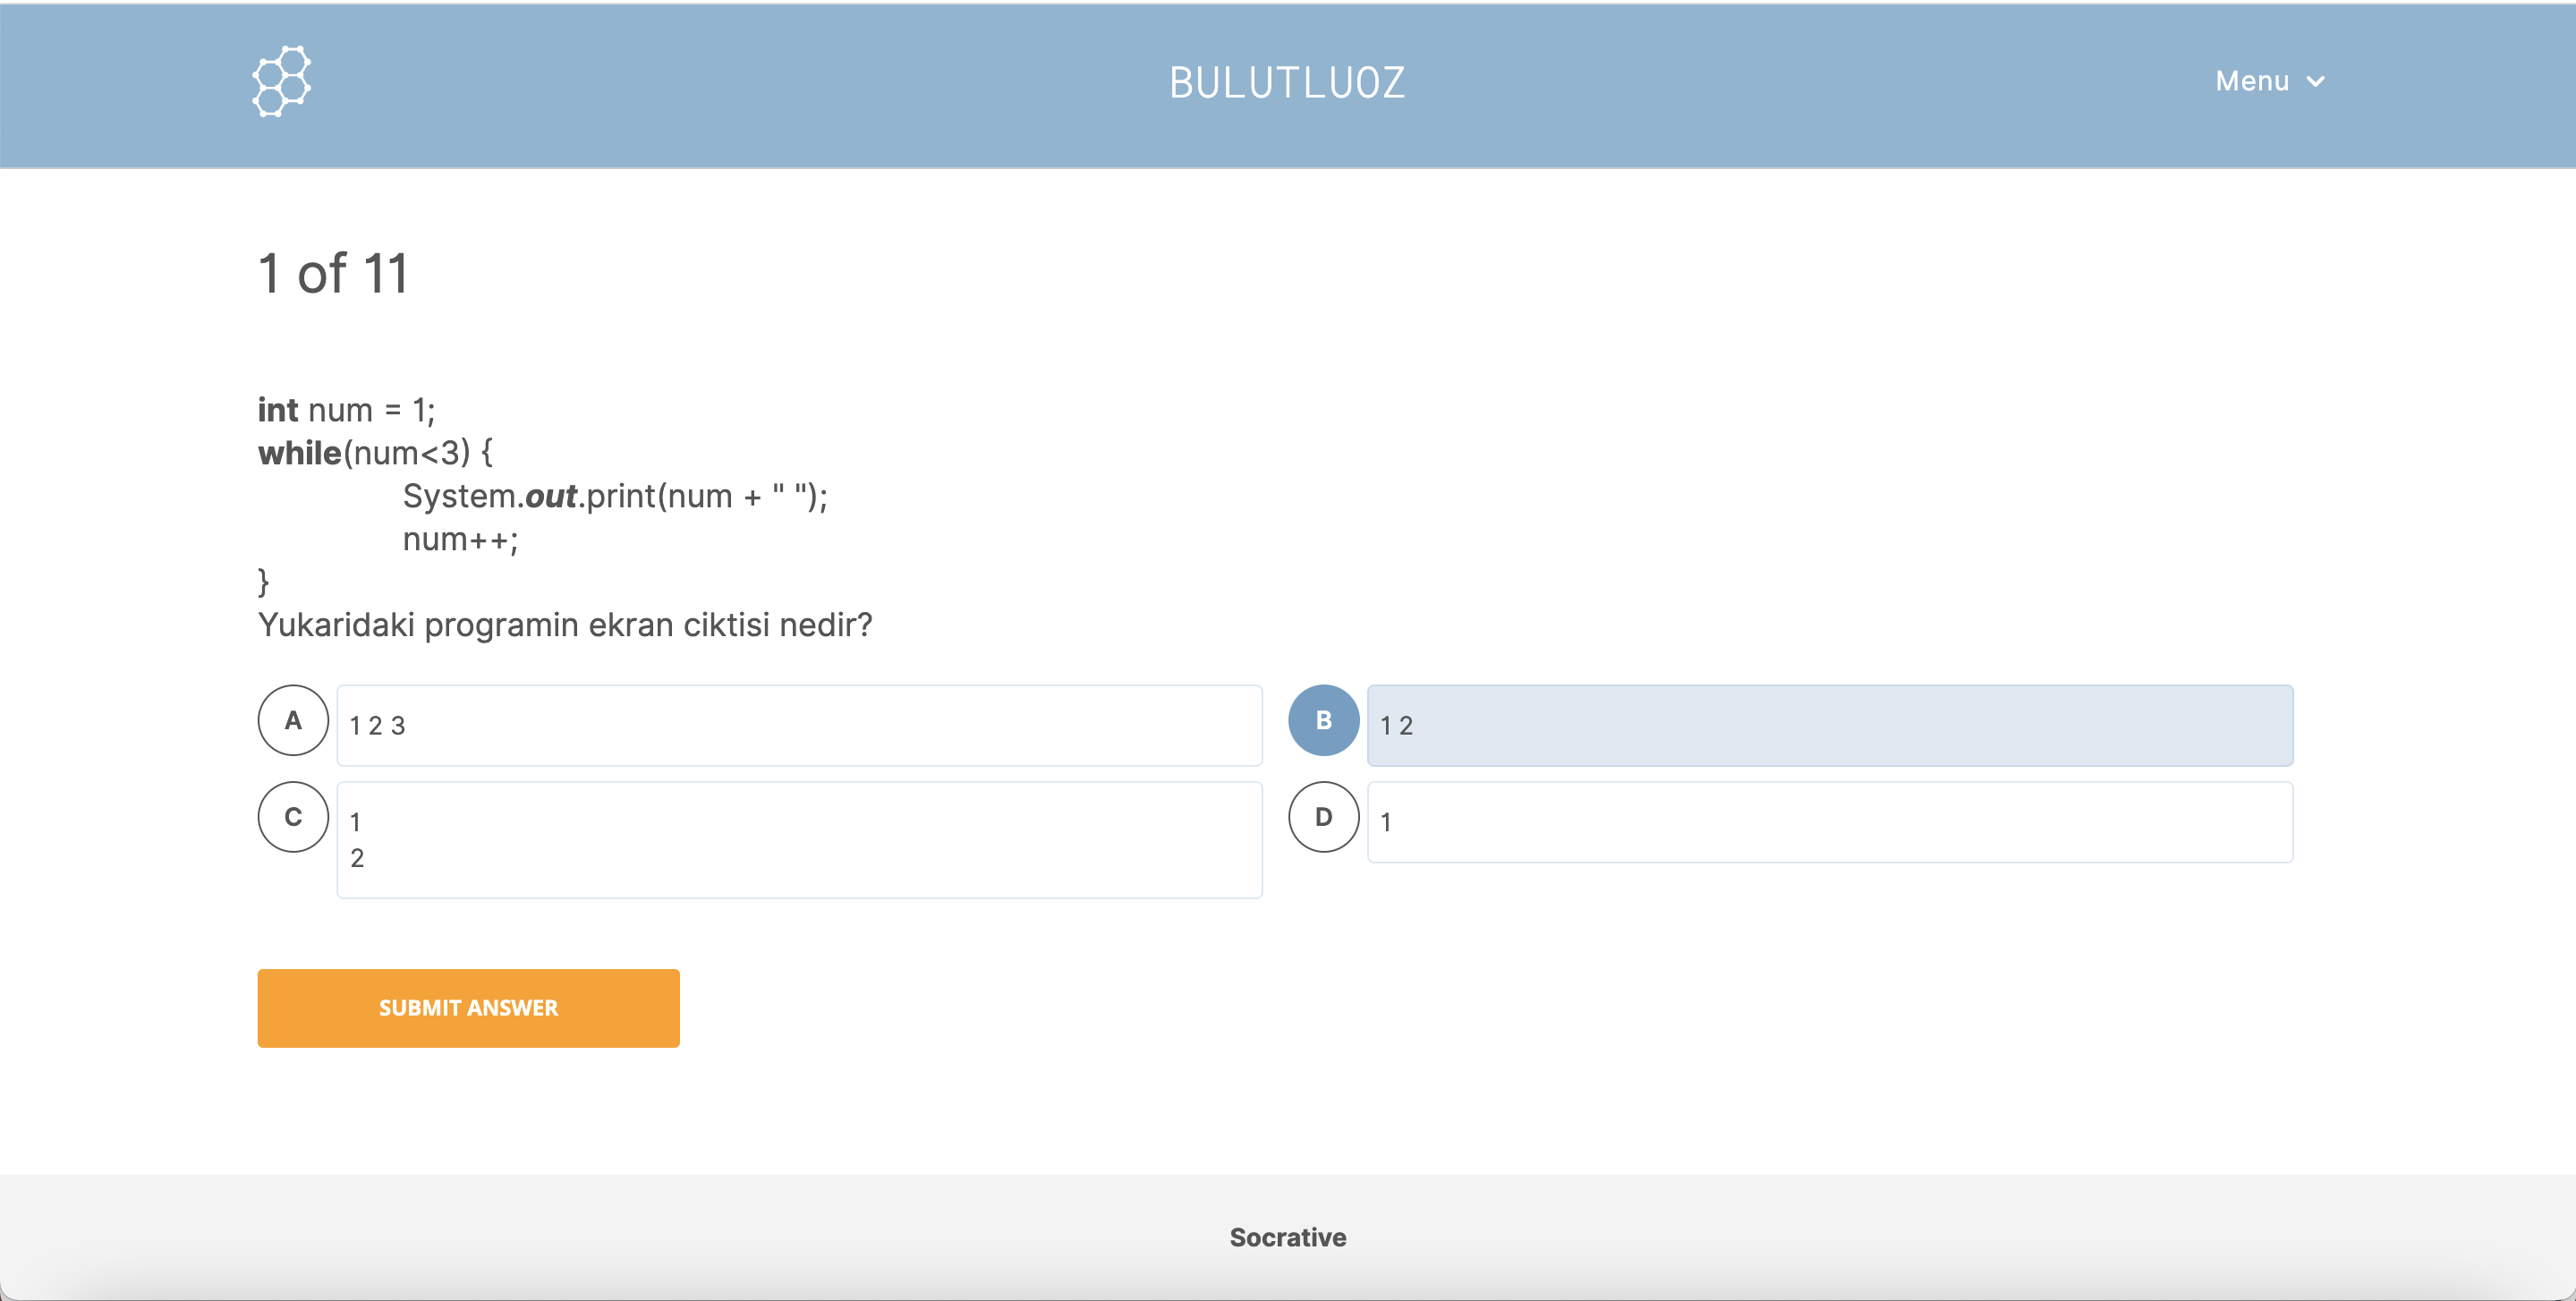 BULUTLUOZ
Menu
1 of 11
int num = 1;
while(num<3) {
System.out.print(num + " ");
num++;
}
Yukaridaki programin ekran ciktisi nedir?
A
1 2 3
B
1 2
C
1
2
D
1
SUBMIT ANSWER
Socrative